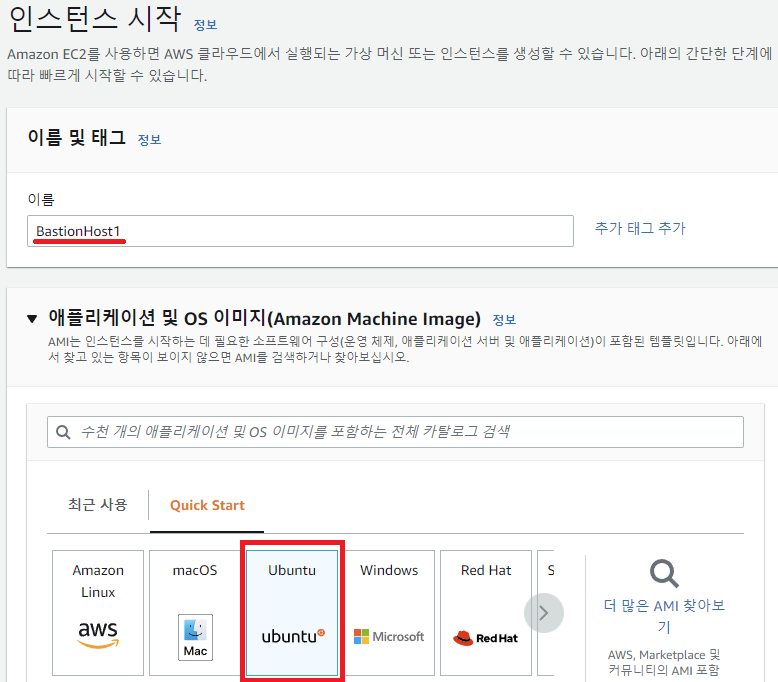 인스턴스 시작 정보
Amazon EC2를 사용하면 AWS 클라우드에서 실행되는 가상 머신 또는 인스턴스를 생성할 수 있습니다. 아래의 간단한 단계에
따라 빠르게 시작할 수 있습니다.
이름 및 태그 정보
이름
BastionHost1
추가 태그 추가
애플리케이션 및 OS 이미지(Amazon Machine Image) 정보
AMI는 인스턴스를 시작하는 데 필요한 소프트웨어 구성(운영 체제, 애플리케이션 서버 및 애플리케이션)이 포함된 템플릿입니다. 아래에
서 찾고 있는 항목이 보이지 않으면 AMI를 검색하거나 찾아보십시오.
수천 개의 애플리케이션 및 OS 이미지를 포함하는 전체 카탈로그 검색
최근 사용
Quick Start
Amazon
Linux
aws
macOS
Mac
Ubuntu
ubuntu
Windows
Microsoft
Red Hat
Red Hat
S
더 많은 AMI 찾아보
기
AWS, Marketplace 및
커뮤니티의 AMI 포함